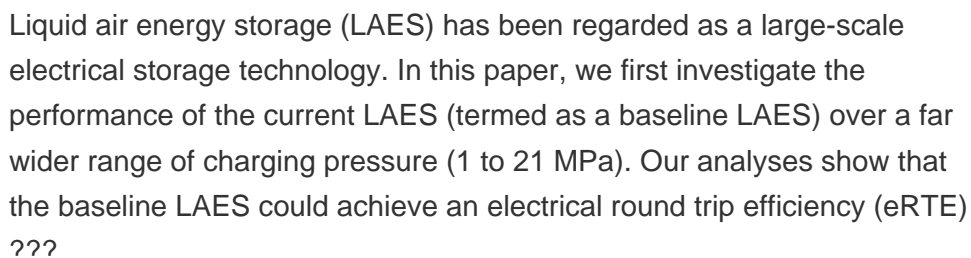 Liquid air energy storage (LAES) has been regarded as a large-scale
electrical storage technology. In this paper, we first investigate the
performance of the current LAES (termed as a baseline LAES) over a far
wider range of charging pressure (1 to 21 MPa). Our analyses show that
the baseline LAES could achieve an electrical round trip efficiency (eRTE)
???